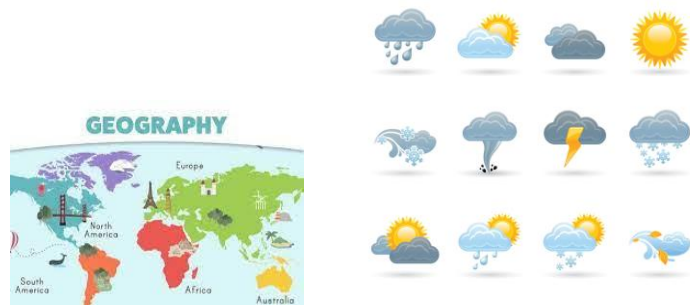 GEOGRAPHY
Europe
North
America
South
America
Africa
Australia